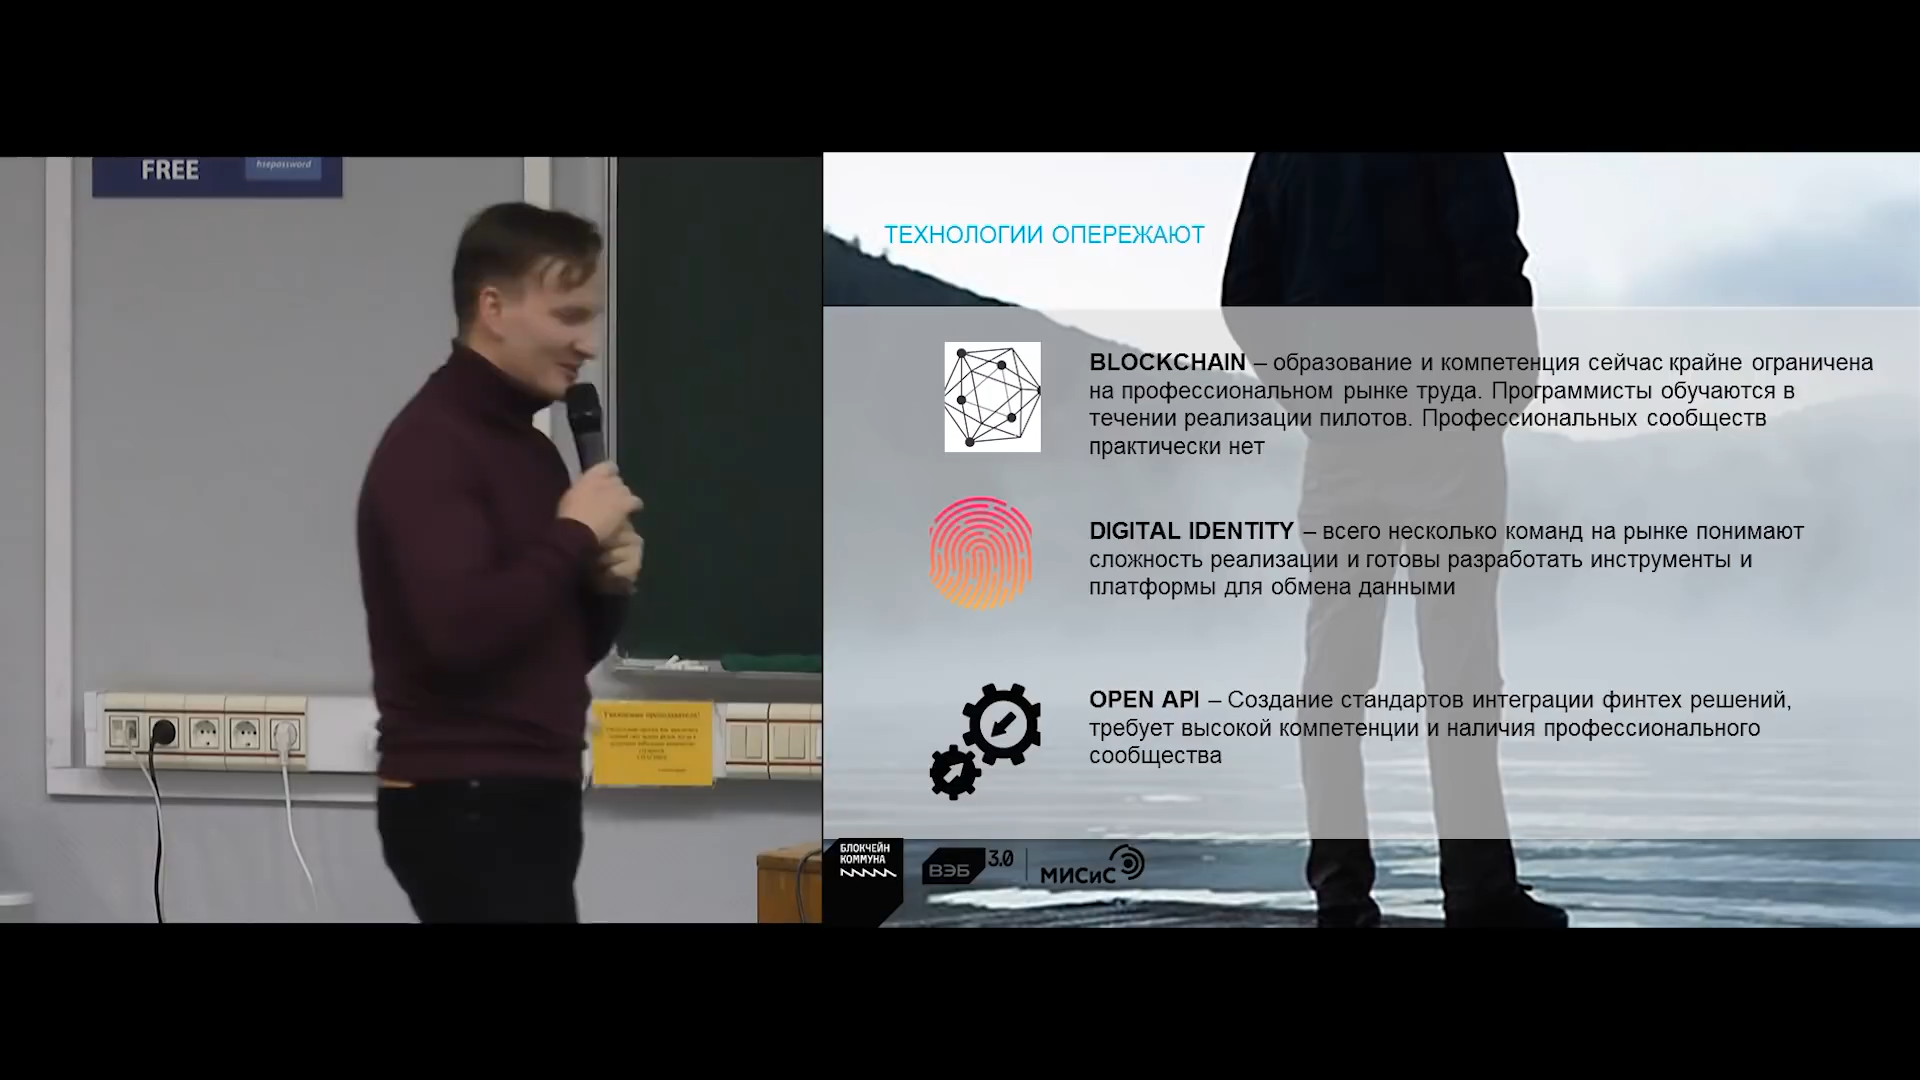 FREE
hsepassword
ТЕХНОЛОГИИ ОПЕРЕЖАЮТ
BLOCKCHAIN – образование и компетенция сейчас крайне ограничена
на профессиональном рынке труда. Программисты обучаются в
течении реализации пилотов. Профессиональных сообществ
практически нет
DIGITAL IDENTITY – всего несколько команд на рынке понимают
сложность реализации и готовы разработать инструменты и
платформы для обмена данными
OPEN API – Создание стандартов интеграции финтех решений,
требует высокой компетенции и наличия профессионального
сообщества
Уважаемые преподаватели!
БЛОКЧЕЙН
КОММУНА
ВЭБ 3.0
МИСиС